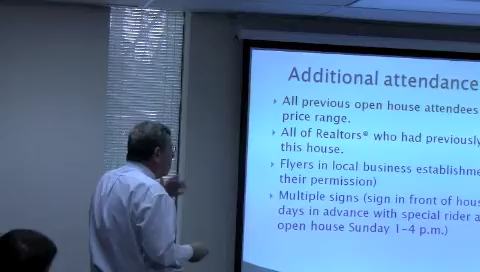 Additional attendance
All previous open house attendees
price range.
All of Realtors® who had previously
this house.
Flyers in local business establishme
their permission)
Multiple signs (sign in front of hous
days in advance with special rider a
open house Sunday 1-4 p.m.)